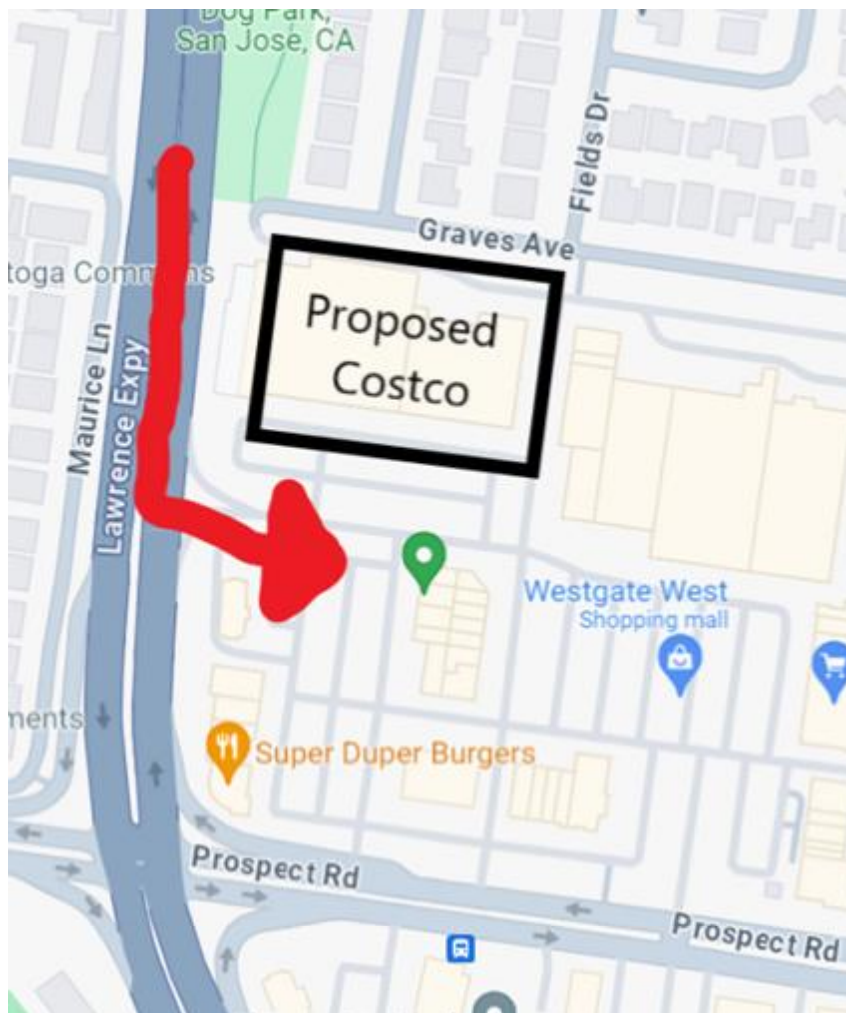 Dog Park,
San Jose, CA
Fields Dr
Graves Ave
toga Commons
Proposed
Costco
Maurice Ln
Lawrence Expy
Westgate West
Shopping mall
ments
Super Duper Burgers
Prospect Rd
Prospect Rd